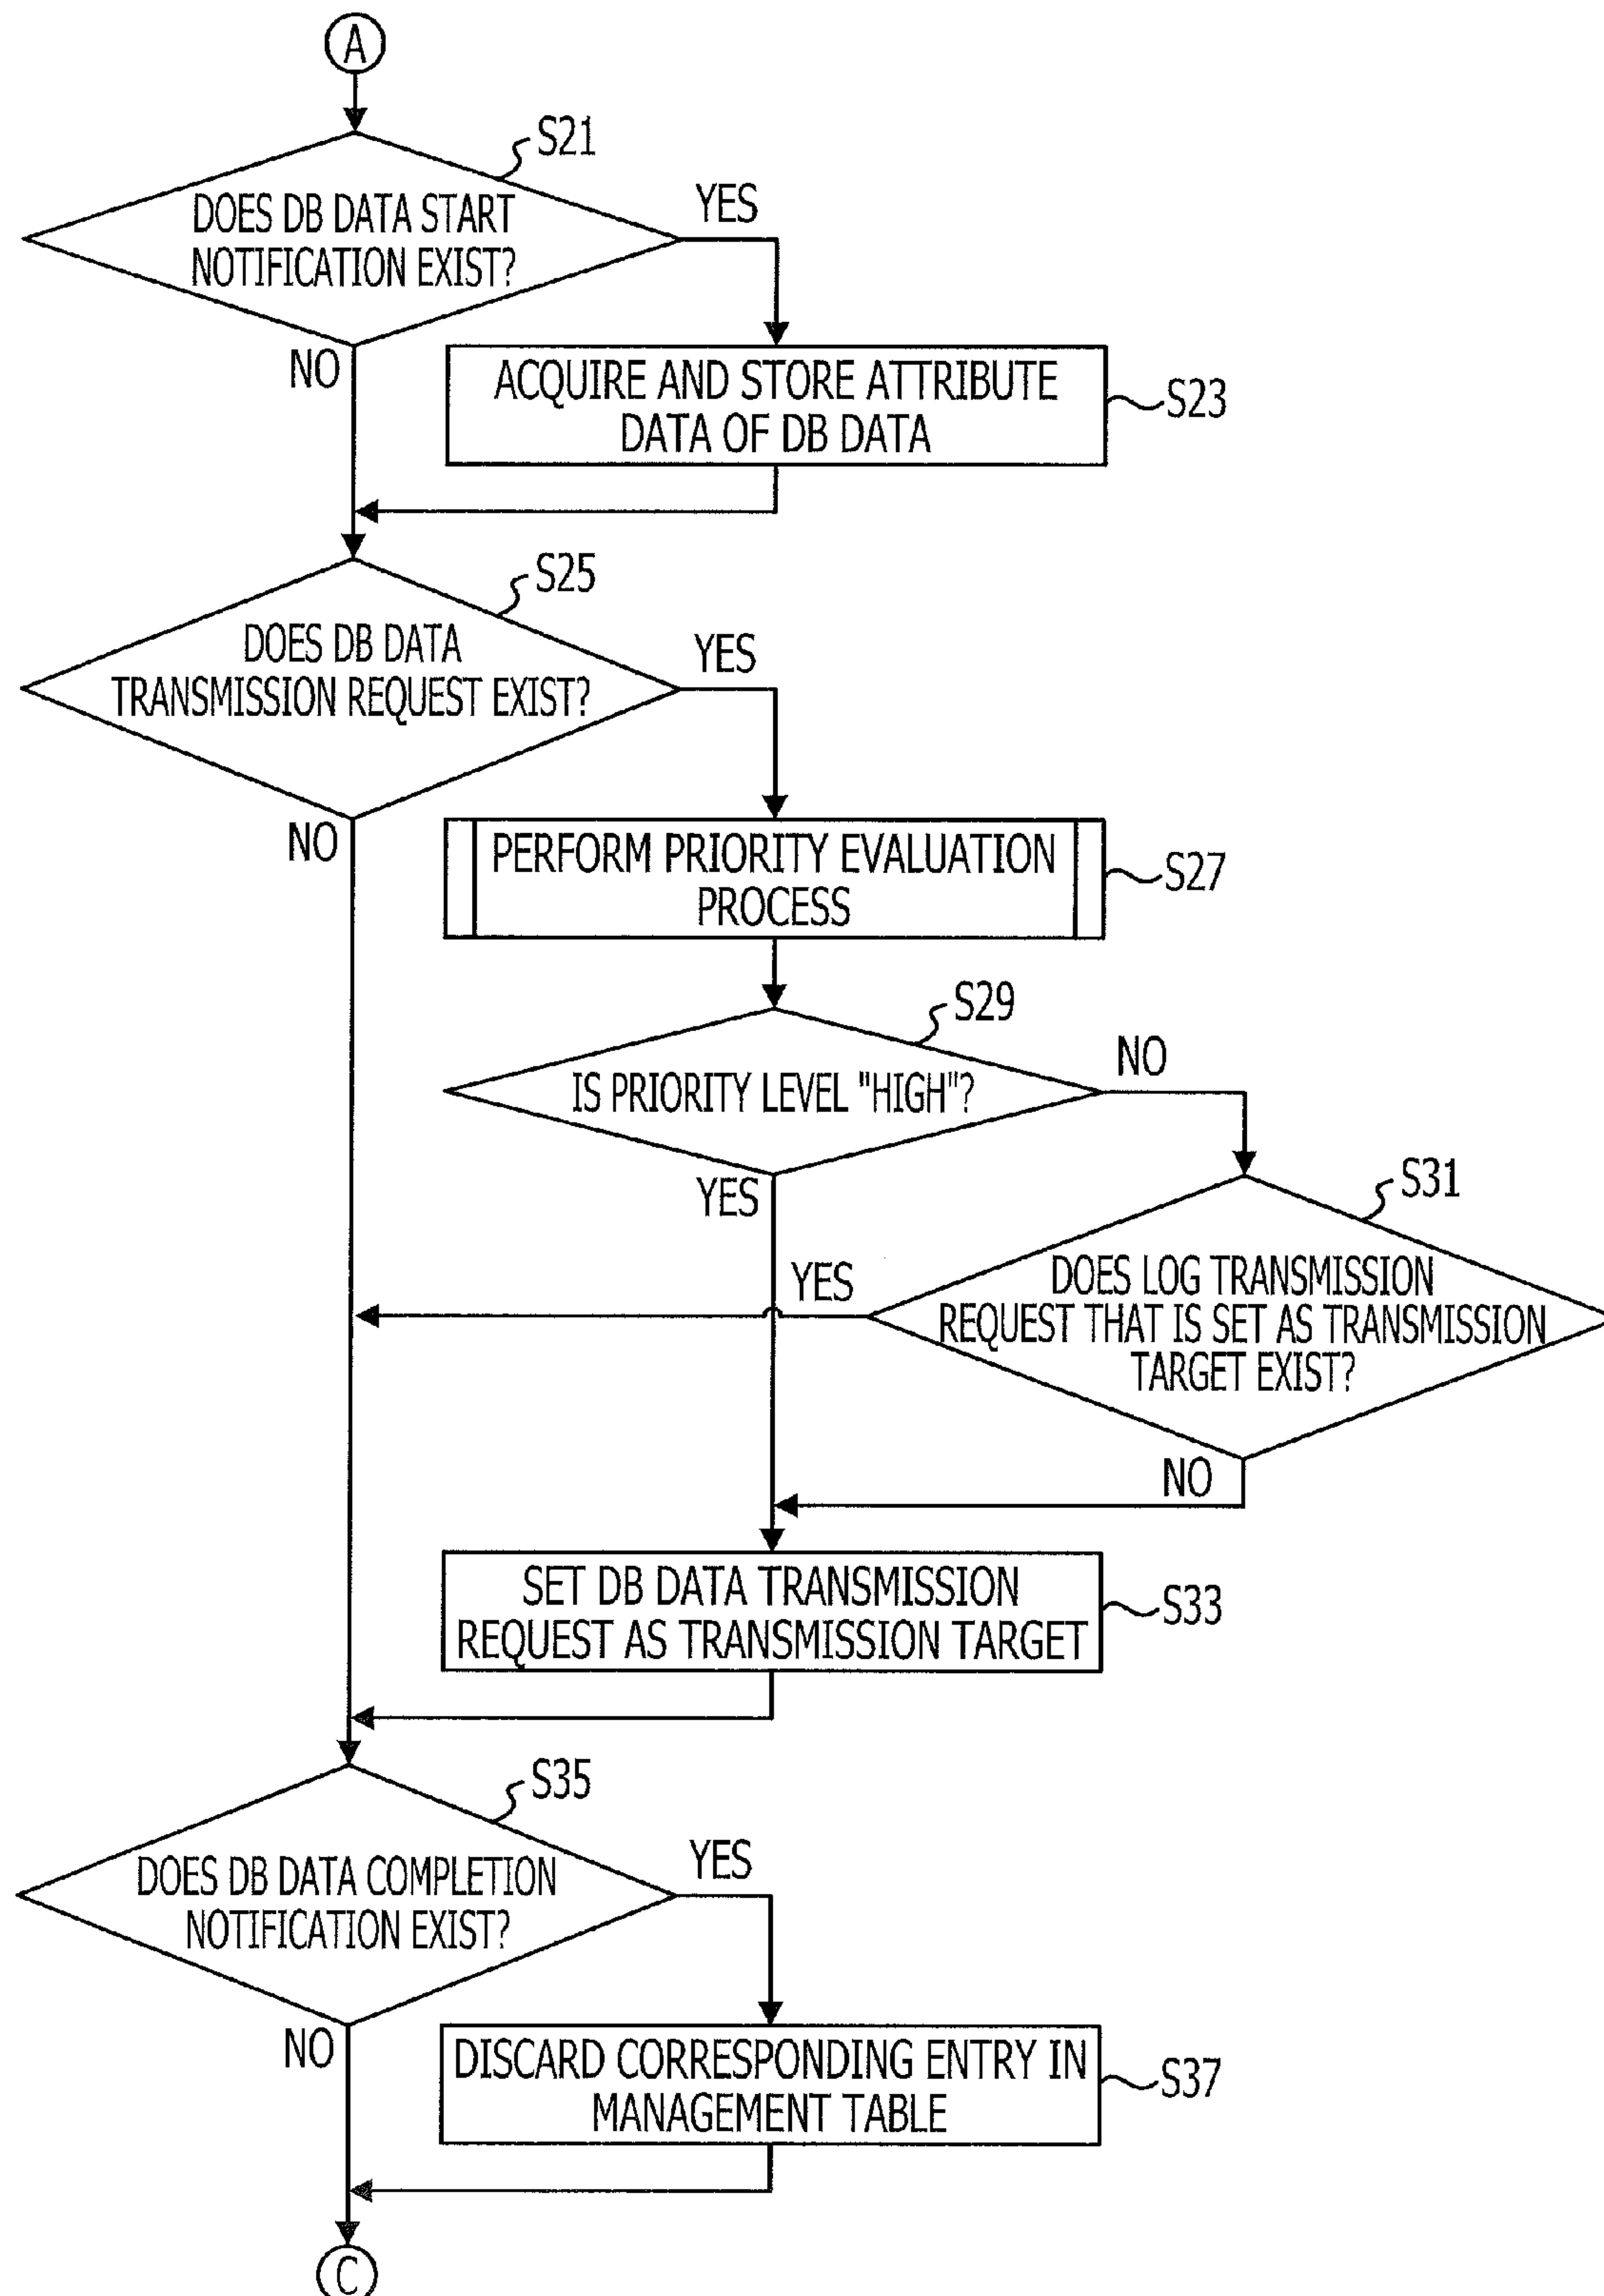 A
S21
DOES DB DATA START
NOTIFICATION EXIST?
YES
NO
ACQUIRE AND STORE ATTRIBUTE
DATA OF DB DATA
S23
S25
DOES DB DATA
TRANSMISSION REQUEST EXIST?
YES
NO
PERFORM PRIORITY EVALUATION
PROCESS
S27
S29
IS PRIORITY LEVEL "HIGH"?
NO
YES
S31
DOES LOG TRANSMISSION
REQUEST THAT IS SET AS TRANSMISSION
TARGET EXIST?
YES
NO
SET DB DATA TRANSMISSION
REQUEST AS TRANSMISSION TARGET
S33
S35
DOES DB DATA COMPLETION
NOTIFICATION EXIST?
YES
NO
DISCARD CORRESPONDING ENTRY IN
MANAGEMENT TABLE
S37
C